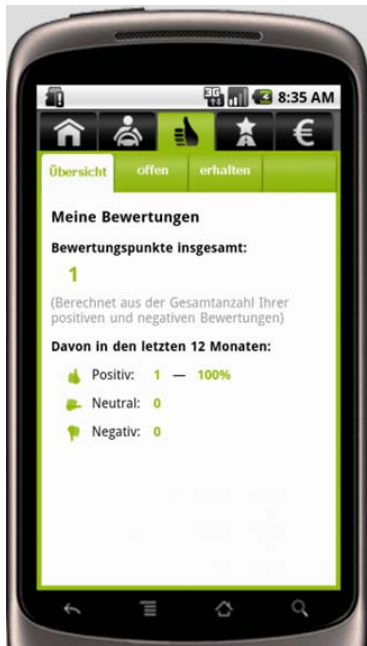 3G 8:35 AM
€
Übersicht offen erhalten
Meine Bewertungen
Bewertungspunkte insgesamt:
1
(Berechnet aus der Gesamtanzahl Ihrer
positiven und negativen Bewertungen)
Davon in den letzten 12 Monaten:
Positiv: 1 — 100%
Neutral: 0
Negativ: 0